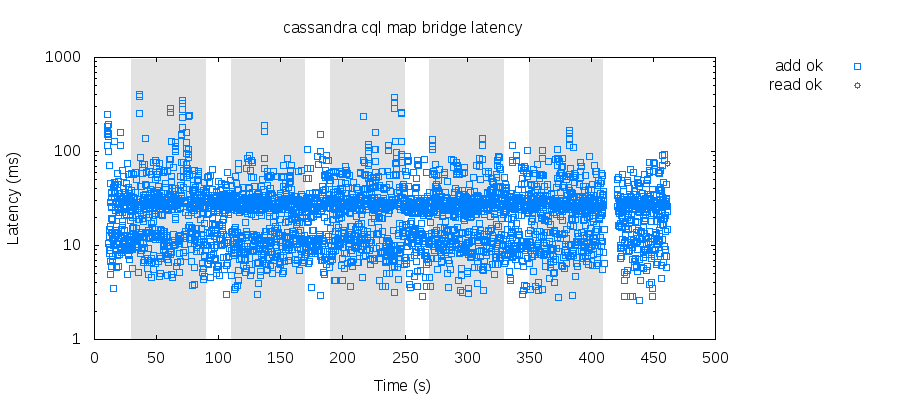 cassandra cql map bridge latency
add ok
read ok
Latency (ms)
1000
100
10
1
0 50 100 150 200 250 300 350 400 450 500
Time (s)